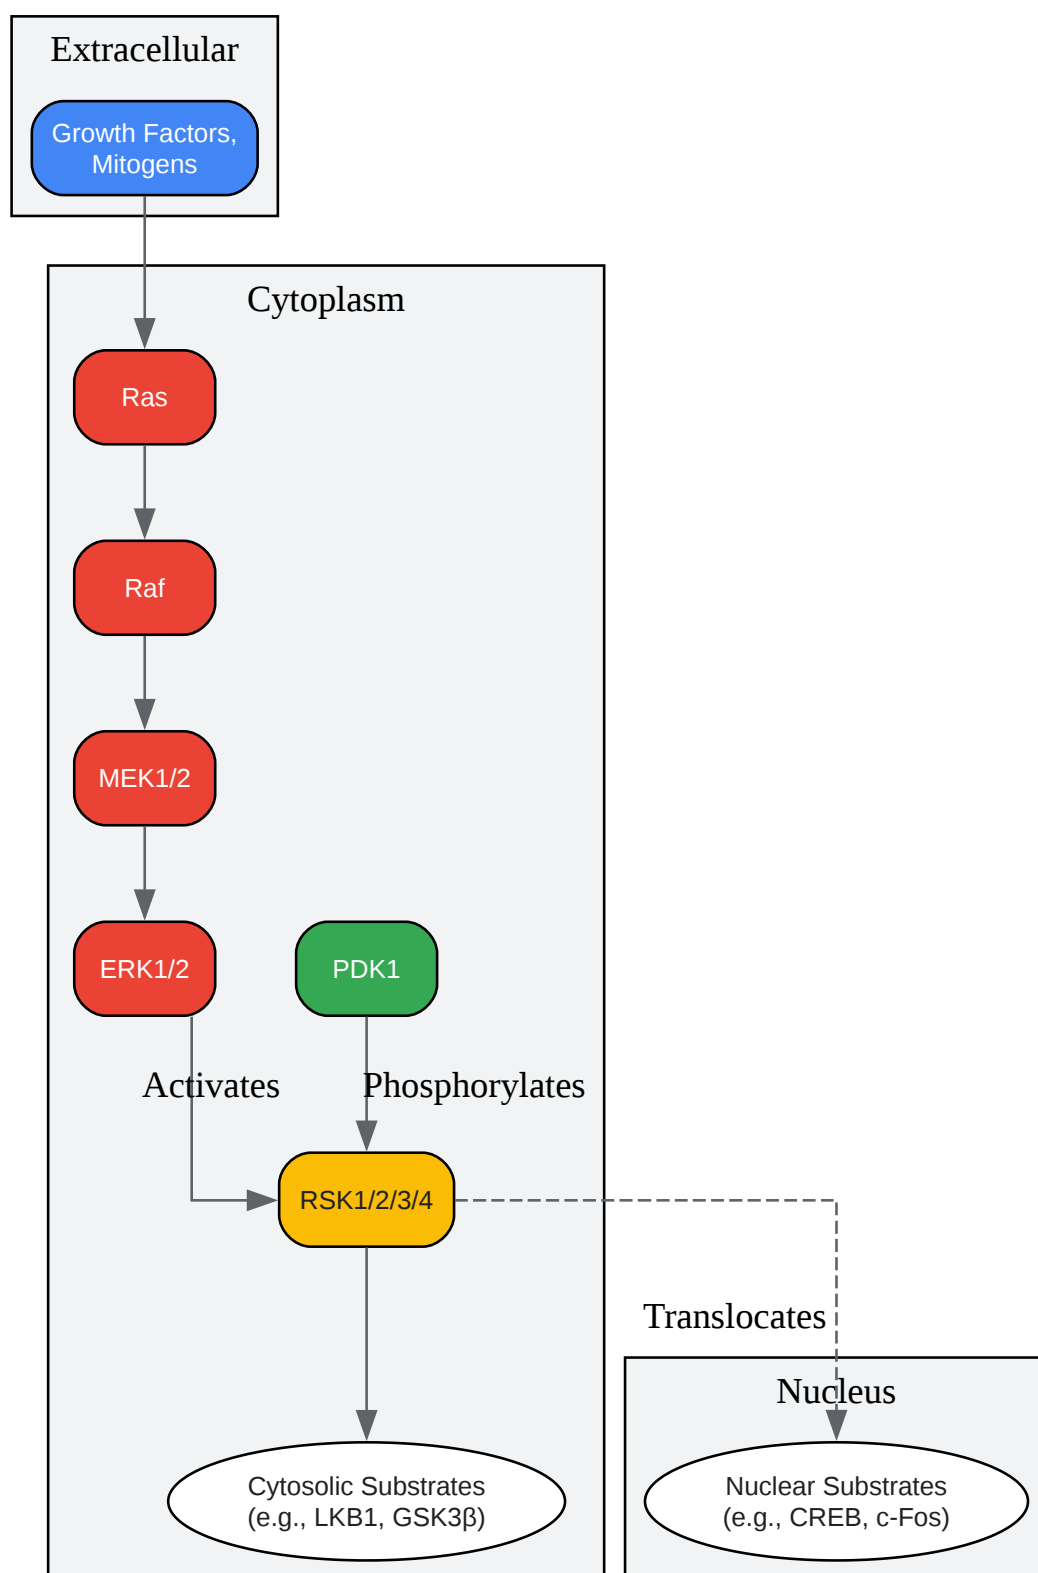 Extracellular
Growth Factors,
Mitogens
Cytoplasm
Ras
Raf
MEK1/2
ERK1/2
PDK1
Activates
Phosphorylates
RSK1/2/3/4
Translocates
Nucleus
Cytosolic Substrates
(e.g., LKB1, GSK3β)
Nuclear Substrates
(e.g., CREB, c-Fos)